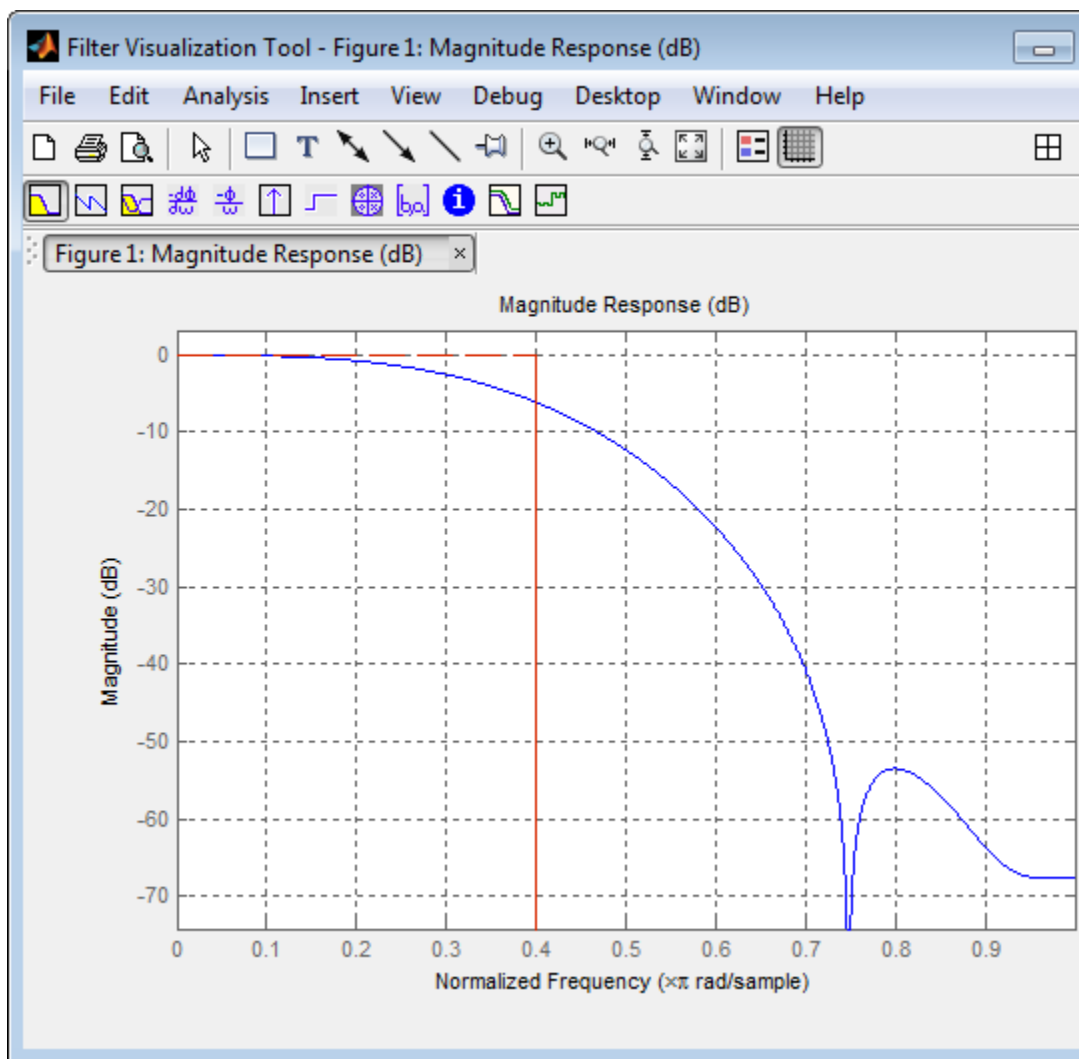 Filter Visualization Tool - Figure 1: Magnitude Response (dB)
File Edit Analysis Insert View Debug Desktop Window Help
T
-dϕ
dω
-ϕ
ω
[b,a]
i
Figure 1: Magnitude Response (dB) ×
Magnitude Response (dB)
0
-10
-20
-30
-40
-50
-60
-70
Magnitude (dB)
0 0.1 0.2 0.3 0.4 0.5 0.6 0.7 0.8 0.9
Normalized Frequency (×π rad/sample)